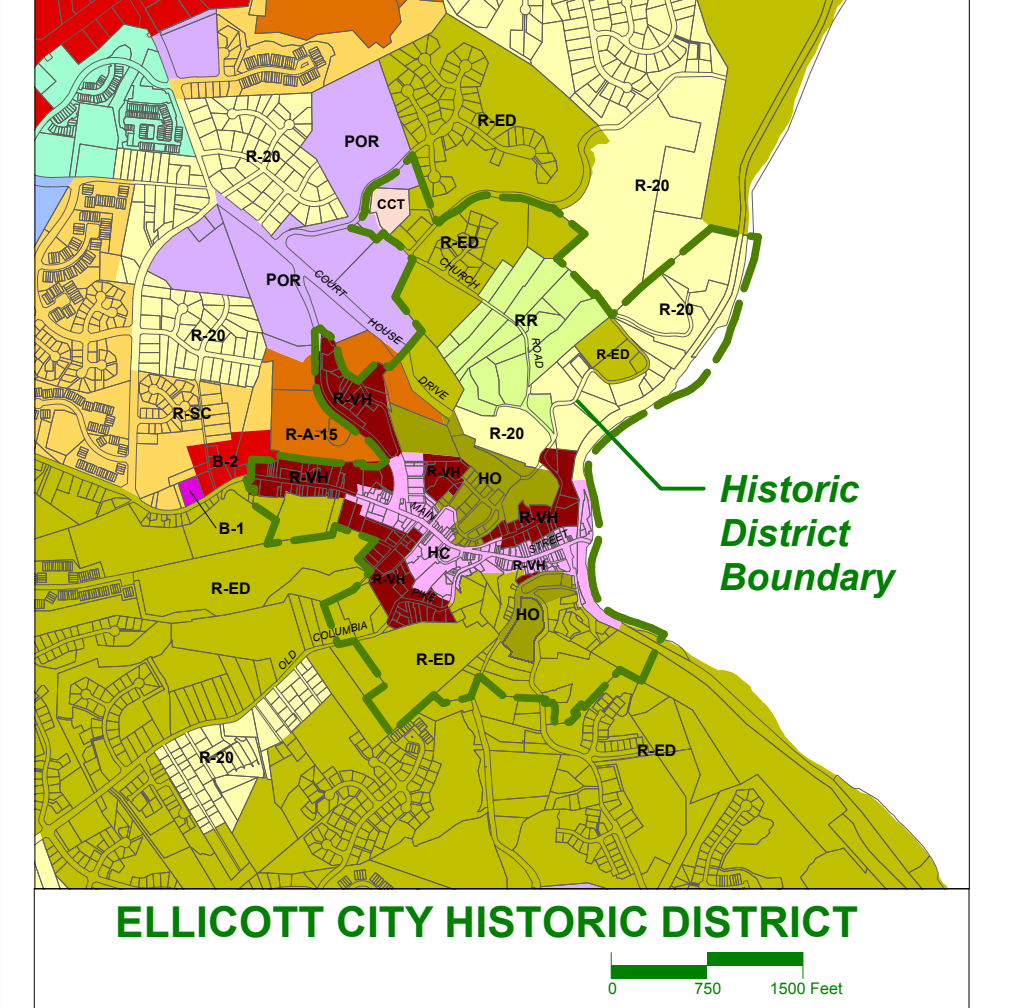 R-ED
POR
R-20
R-20
CCT
R-ED
CHURCH
POR
COURT
HOUSE
R-20
RR
ROAD
R-20
R-ED
DRIVE
R-VH
R-SC
R-A-15
R-20
B-2
R-VH
R-VH
HO
Historic
District
Boundary
MAIN
R-VH
B-1
STREET
HC
R-VH
R-VH
R-ED
PIKE
HO
COLUMBIA
OLD
R-ED
R-20
R-ED
ELLICOTT CITY HISTORIC DISTRICT
0 750 1500 Feet